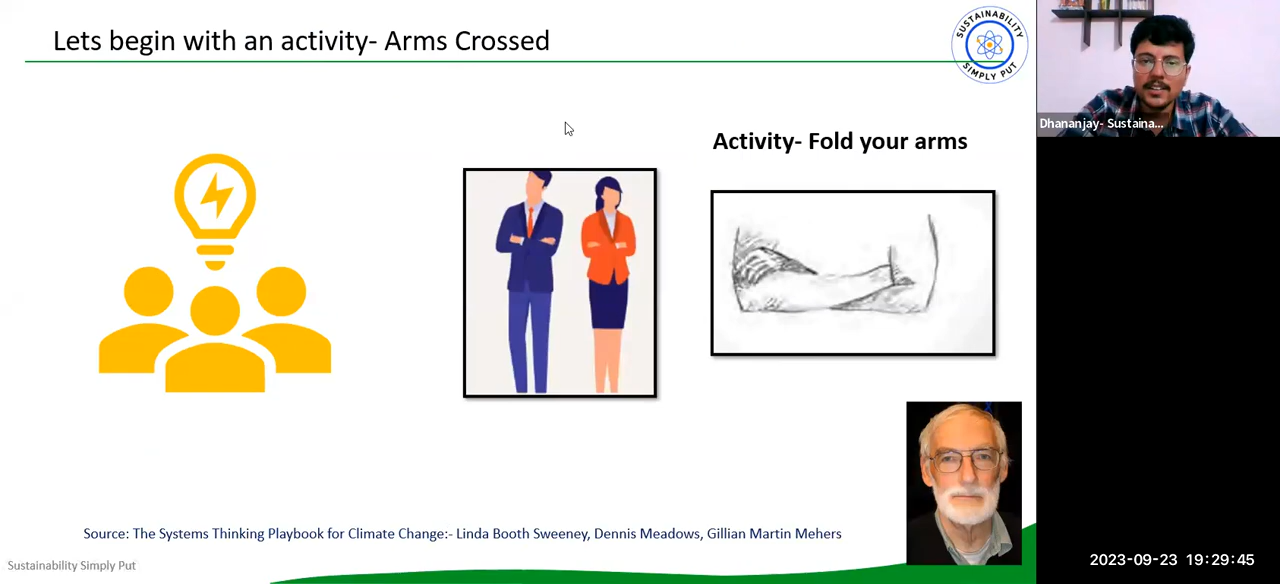 Lets begin with an activity- Arms Crossed
SUSTAINABILITY
SIMPLY PUT
Dhananjay- Sustaina...
Activity- Fold your arms
Source: The Systems Thinking Playbook for Climate Change:- Linda Booth Sweeney, Dennis Meadows, Gillian Martin Mehers
Sustainability Simply Put
2023-09-23 19:29:45